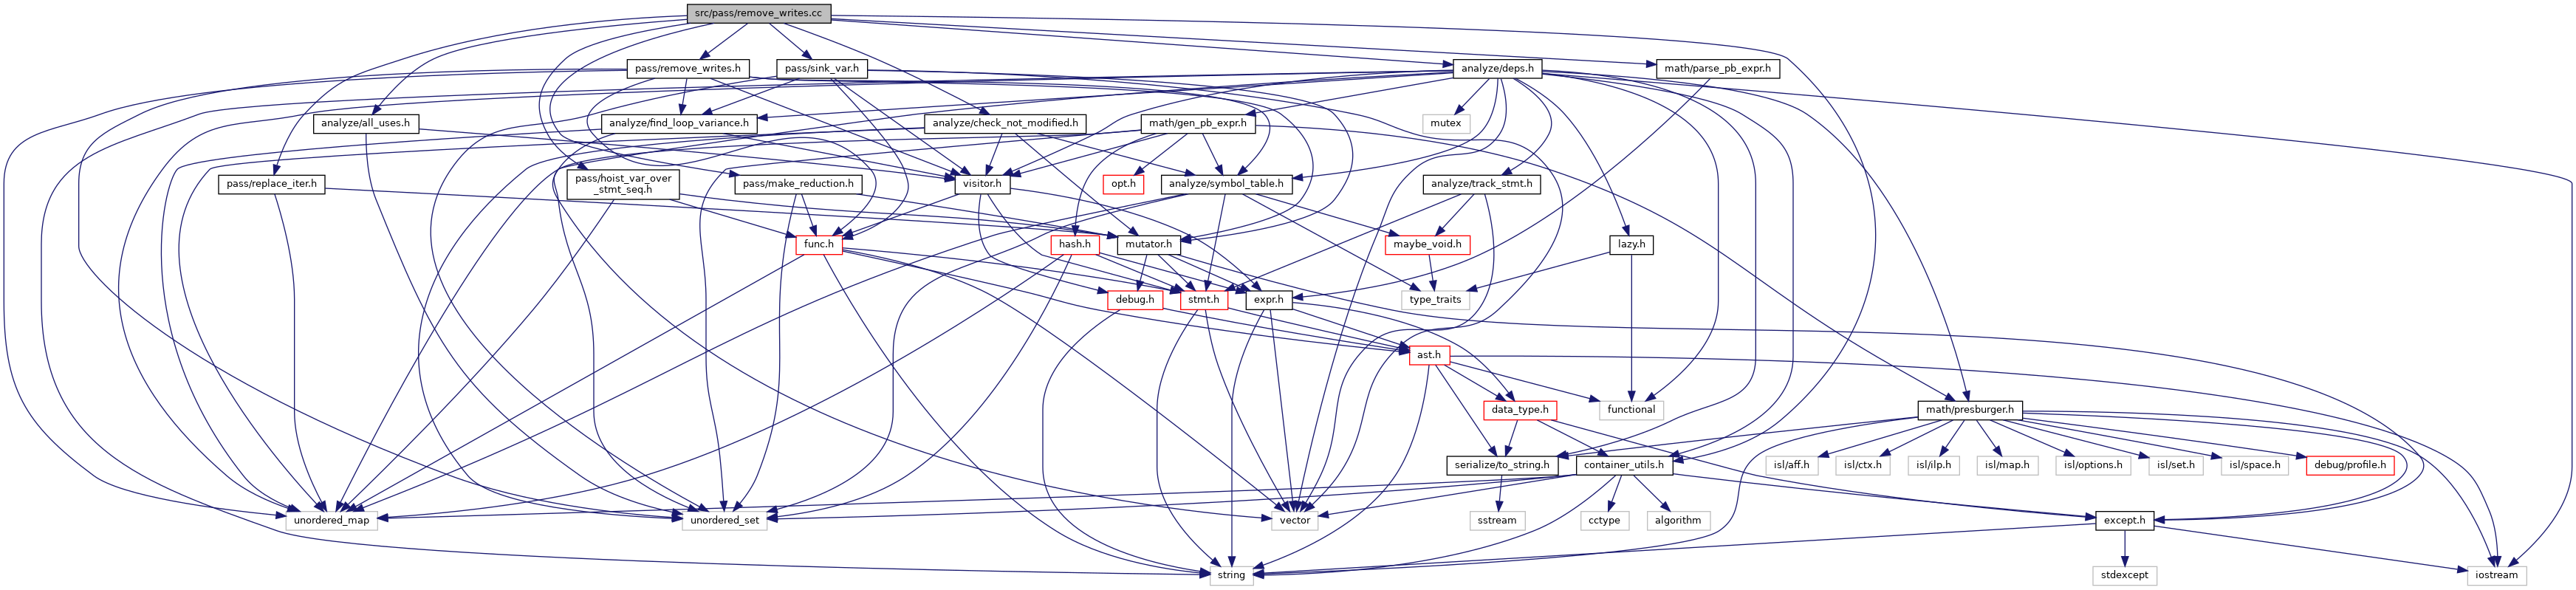 src/pass/remove_writes.cc
pass/remove_writes.h
pass/sink_var.h
analyze/deps.h
math/parse_pb_expr.h
analyze/all_uses.h
analyze/find_loop_variance.h
analyze/check_not_modified.h
math/gen_pb_expr.h
mutex
pass/replace_iter.h
pass/hoist_var_over
_stmt_seq.h
pass/make_reduction.h
visitor.h
opt.h
analyze/symbol_table.h
analyze/track_stmt.h
func.h
hash.h
mutator.h
maybe_void.h
lazy.h
debug.h
stmt.h
expr.h
type_traits
ast.h
data_type.h
functional
math/presburger.h
serialize/to_string.h
container_utils.h
isl/aff.h
isl/ctx.h
isl/ilp.h
isl/map.h
isl/options.h
isl/set.h
isl/space.h
debug/profile.h
unordered_map
unordered_set
vector
sstream
cctype
algorithm
except.h
string
stdexcept
iostream